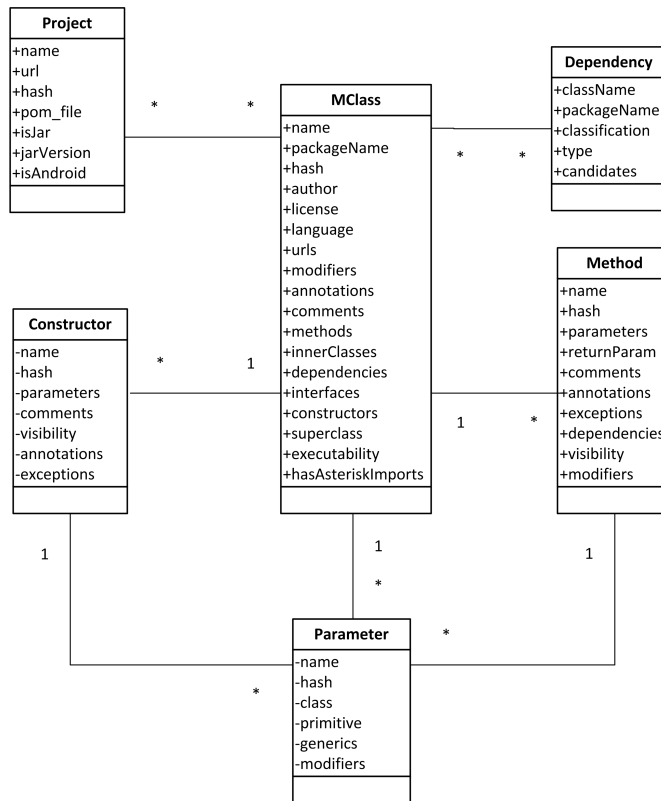 Project
+name
+url
+hash
+pom_file
+isJar
+jarVersion
+isAndroid
*
*
MClass
+name
+packageName
+hash
+author
+license
+language
+urls
+modifiers
+annotations
+comments
+methods
+innerClasses
+dependencies
+interfaces
+constructors
+superclass
+executability
+hasAsteriskImports
*
*
Dependency
+className
+packageName
+classification
+type
+candidates
Method
+name
+hash
+parameters
+returnParam
+comments
+annotations
+exceptions
+dependencies
+visibility
+modifiers
Constructor
-name
-hash
-parameters
-comments
-visibility
-annotations
-exceptions
*
1
1
*
1
1
*
1
*
*
Parameter
-name
-hash
-class
-primitive
-generics
-modifiers